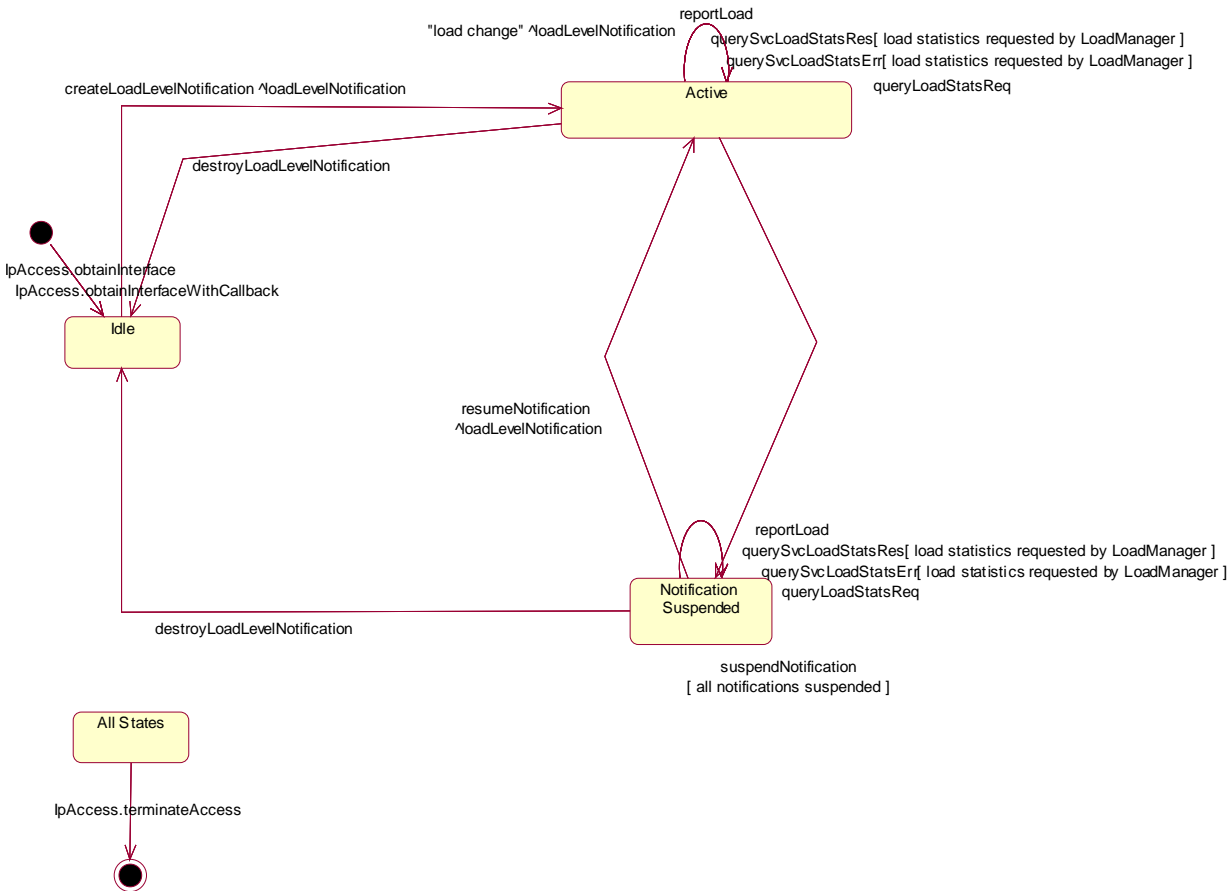 reportLoad
"load change" ^loadLevelNotification
querySvcLoadStatsRes[ load statistics requested by LoadManager ]
querySvcLoadStatsErr[ load statistics requested by LoadManager ]
queryLoadStatsReq
createLoadLevelNotification ^loadLevelNotification
Active
destroyLoadLevelNotification
IpAccess.obtainInterface
IpAccess.obtainInterfaceWithCallback
Idle
resumeNotification
^loadLevelNotification
reportLoad
querySvcLoadStatsRes[ load statistics requested by LoadManager ]
querySvcLoadStatsErr[ load statistics requested by LoadManager ]
queryLoadStatsReq
Notification
Suspended
destroyLoadLevelNotification
suspendNotification
[ all notifications suspended ]
All States
IpAccess.terminateAccess